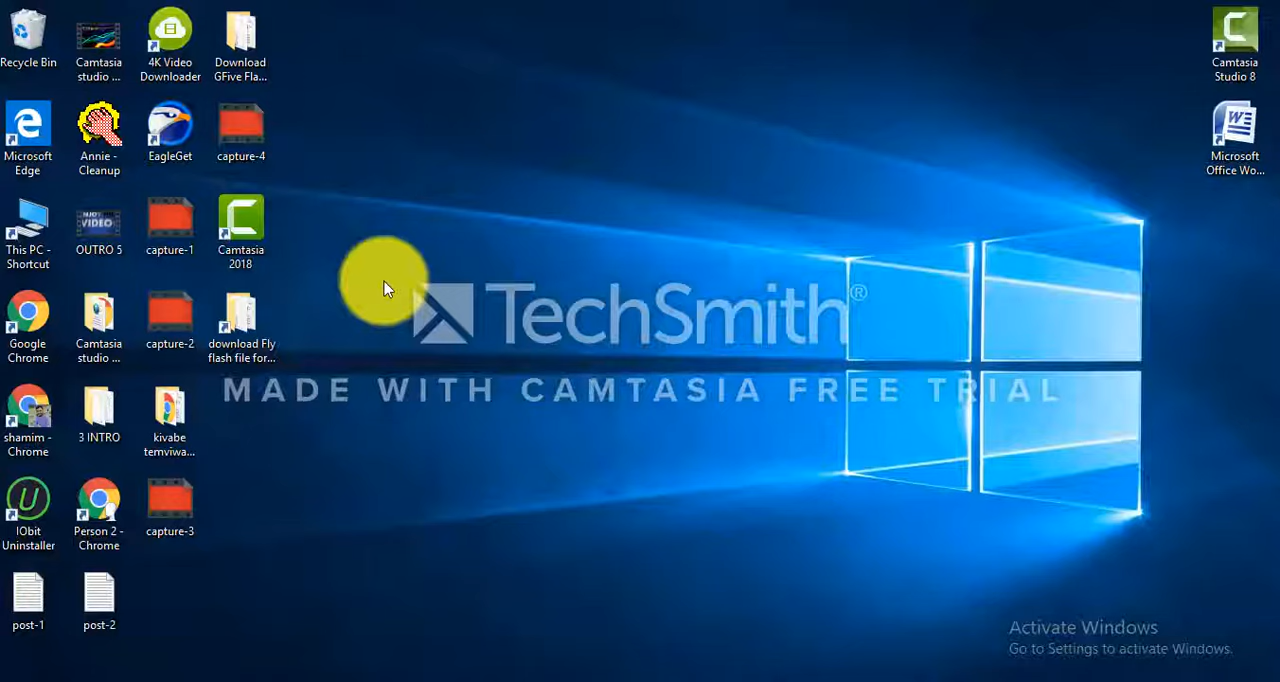 Recycle Bin
Camtasia
studio ...
4K Video
Downloader
Download
GFive Fla...
Camtasia
Studio 8
Microsoft
Edge
Annie -
Cleanup
EagleGet
capture-4
Microsoft
Office Wo...
This PC -
Shortcut
OUTRO 5
capture-1
Camtasia
2018
Google
Chrome
Camtasia
studio ...
capture-2
download Fly
flash file for...
TechSmith®
MADE WITH CAMTASIA FREE TRIAL
shamim -
Chrome
3 INTRO
kivabe
temviwa...
IObit
Uninstaller
Person 2 -
Chrome
capture-3
post-1
post-2
Activate Windows
Go to Settings to activate Windows.